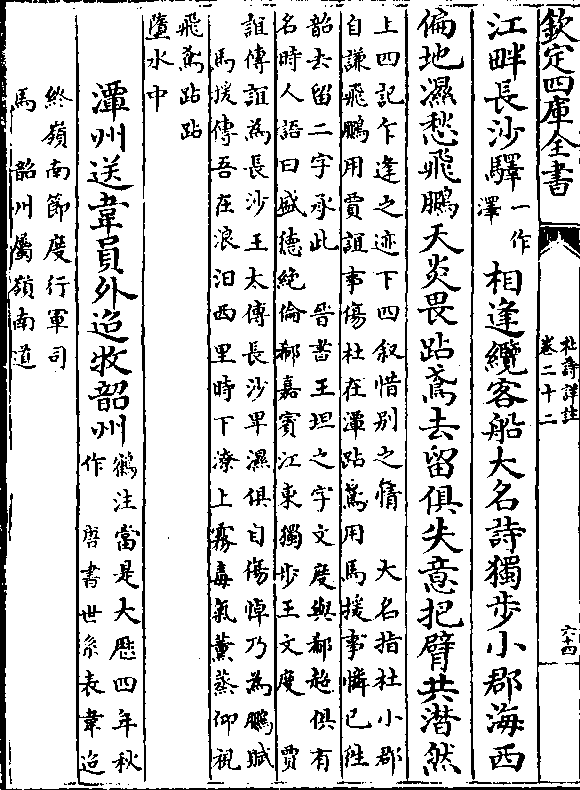 欽定四庫全書
杜詩詳註
卷二十二
六十四
江畔長沙驛一作
澤相逢纜客船大名詩獨步小郡海西
偏地濕愁飛鵩天炎畏跕鳶去留俱失意把臂共潸然
上四記乍逢之迹下四叙惜别之情 大名指杜小郡
自謙飛鵩用賈誼事傷杜在潭跕鳶用馬援事憐已徃
韶去留二字承此 晉書王坦之字文度與郗超俱有
名時人語曰盛德絶倫郗嘉賓江東獨步王文度 賈
誼傳誼為長沙王太傅長沙卑濕俱自傷悼乃為鵩賦
馬援傳吾在浪泊西里時下潦上霧毒氣薰蒸仰視
飛鳶跕跕
墮水中
潭州送韋員外迢牧韶州鶴注當是大厯四年秋
作 唐書世系表韋迢
終嶺南節度行軍司
馬 韶州屬嶺南道